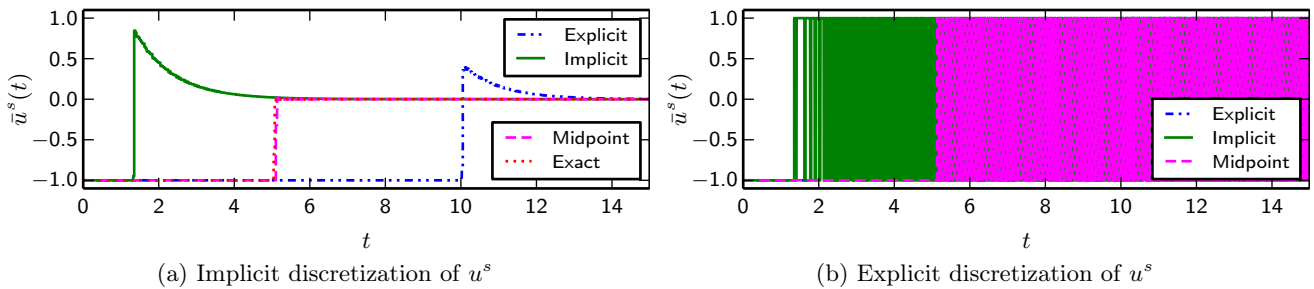 1.0
0.5
0.0
−0.5
−1.0
ū^s(t)
0 2 4 6 8 10 12 14
t
Explicit
Implicit
Midpoint
Exact
(a) Implicit discretization of u^s
1.0
0.5
0.0
−0.5
−1.0
ū^s(t)
0 2 4 6 8 10 12 14
t
Explicit
Implicit
Midpoint
(b) Explicit discretization of u^s